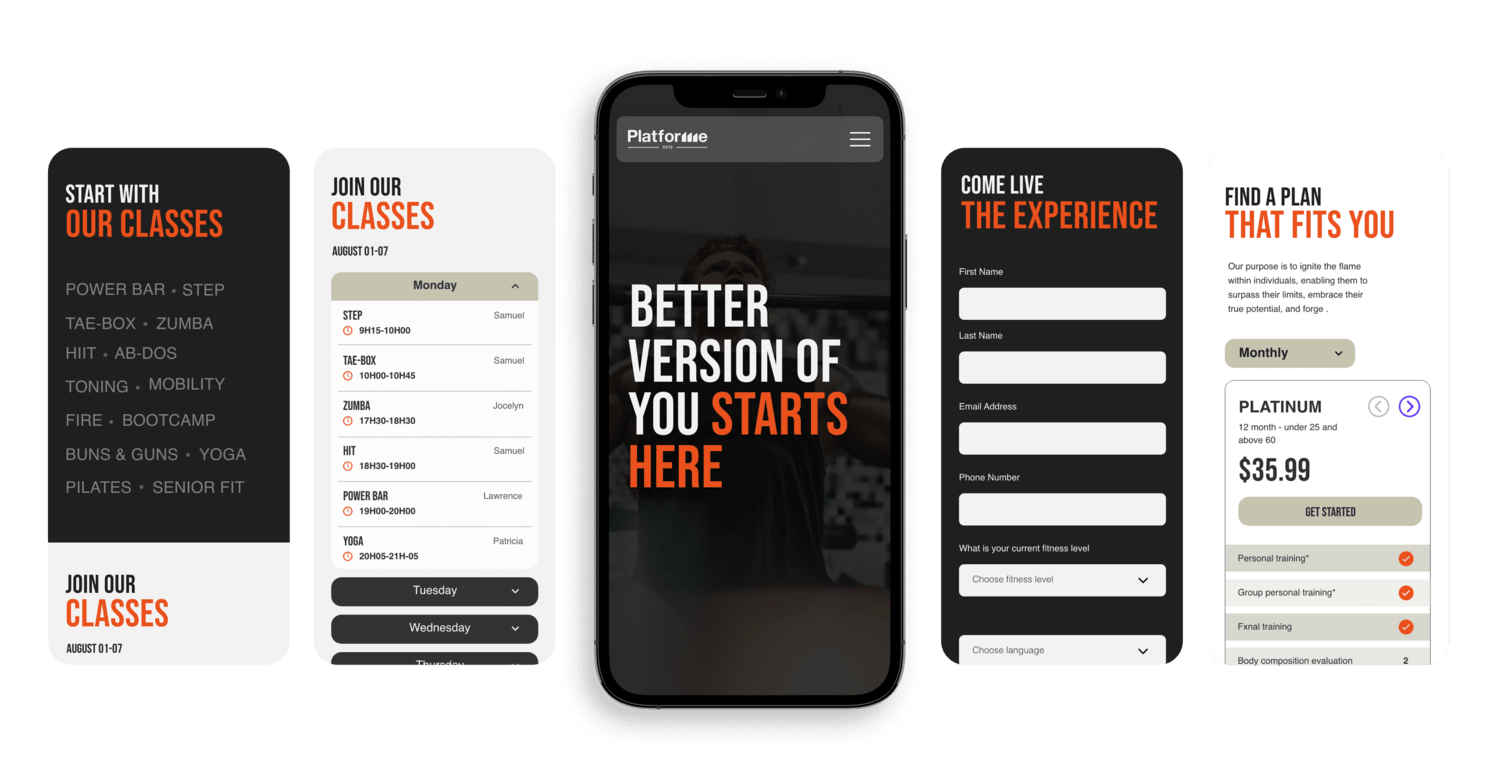 START WITH
OUR CLASSES
POWER BAR • STEP
TAE-BOX • ZUMBA
HIIT • AB-DOS
TONING • MOBILITY
FIRE • BOOTCAMP
BUNS & GUNS • YOGA
PILATES • SENIOR FIT
JOIN OUR
CLASSES
AUGUST 01-07
JOIN OUR
CLASSES
AUGUST 01-07
Monday
STEP Samuel
9H15-10H00
TAE-BOX Samuel
10H00-10H45
ZUMBA Jocelyn
17H30-18H30
HIT Samuel
18H30-19H00
POWER BAR Lawrence
19H00-20H00
YOGA Patricia
20H05-21H-05
Tuesday
Wednesday
Thursday
Platforme
BETTER
VERSION OF
YOU STARTS
HERE
COME LIVE
THE EXPERIENCE
First Name
Last Name
Email Address
Phone Number
What is your current fitness level
Choose fitness level
Choose language
FIND A PLAN
THAT FITS YOU
Our purpose is to ignite the flame
within individuals, enabling them to
surpass their limits, embrace their
true potential, and forge .
Monthly
PLATINUM
12 month - under 25 and
above 60
$35.99
GET STARTED
Personal training*
Group personal training*
Fxnal training
Body composition evaluation 2